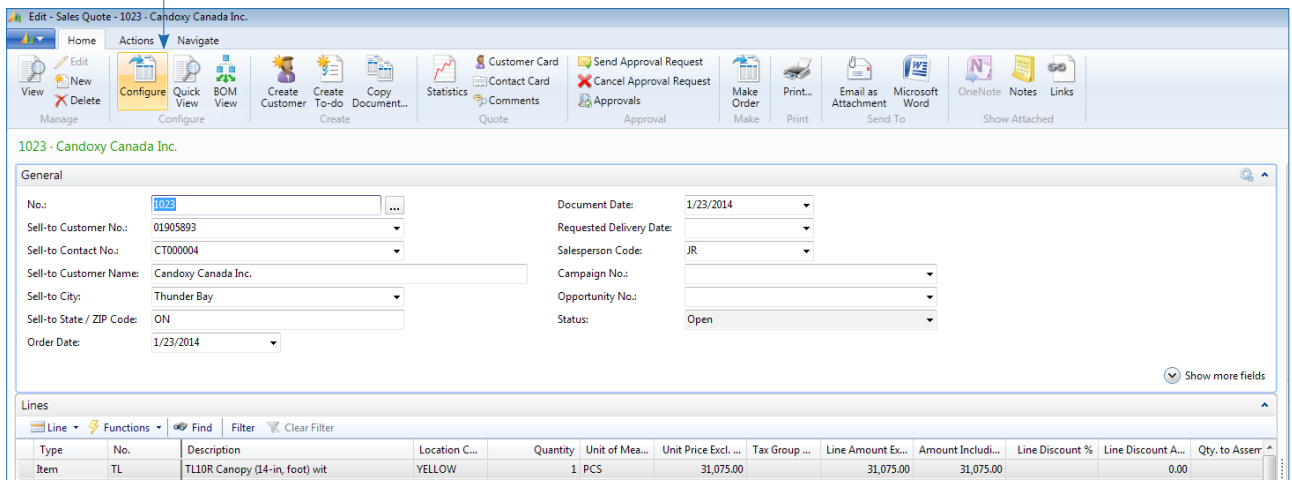 Edit - Sales Quote - 1023 · Candoxy Canada Inc.
Home Actions Navigate
View
Edit
New
Delete
Manage
Configure
Quick View
BOM View
Configure
Create Customer
Create To-do
Copy Document...
Create
Statistics
Customer Card
Contact Card
Comments
Quote
Send Approval Request
Cancel Approval Request
Approvals
Approval
Make Order
Make
Print...
Print
Email as Attachment
Microsoft Word
Send To
OneNote
Notes
Links
Show Attached
1023 · Candoxy Canada Inc.
General
No.: 1023 ...
Sell-to Customer No.: 01905893
Sell-to Contact No.: CT000004
Sell-to Customer Name: Candoxy Canada Inc.
Sell-to City: Thunder Bay
Sell-to State / ZIP Code: ON
Order Date: 1/23/2014
Document Date: 1/23/2014
Requested Delivery Date:
Salesperson Code: JR
Campaign No.:
Opportunity No.:
Status: Open
Show more fields
Lines
Line Functions Find Filter Clear Filter
Type No. Description Location C... Quantity Unit of Mea... Unit Price Excl. ... Tax Group ... Line Amount Ex... Amount Includi... Line Discount % Line Discount A... Qty. to Assem
Item TL TL10R Canopy (14-in, foot) wit YELLOW 1 PCS 31,075.00 31,075.00 31,075.00 0.00